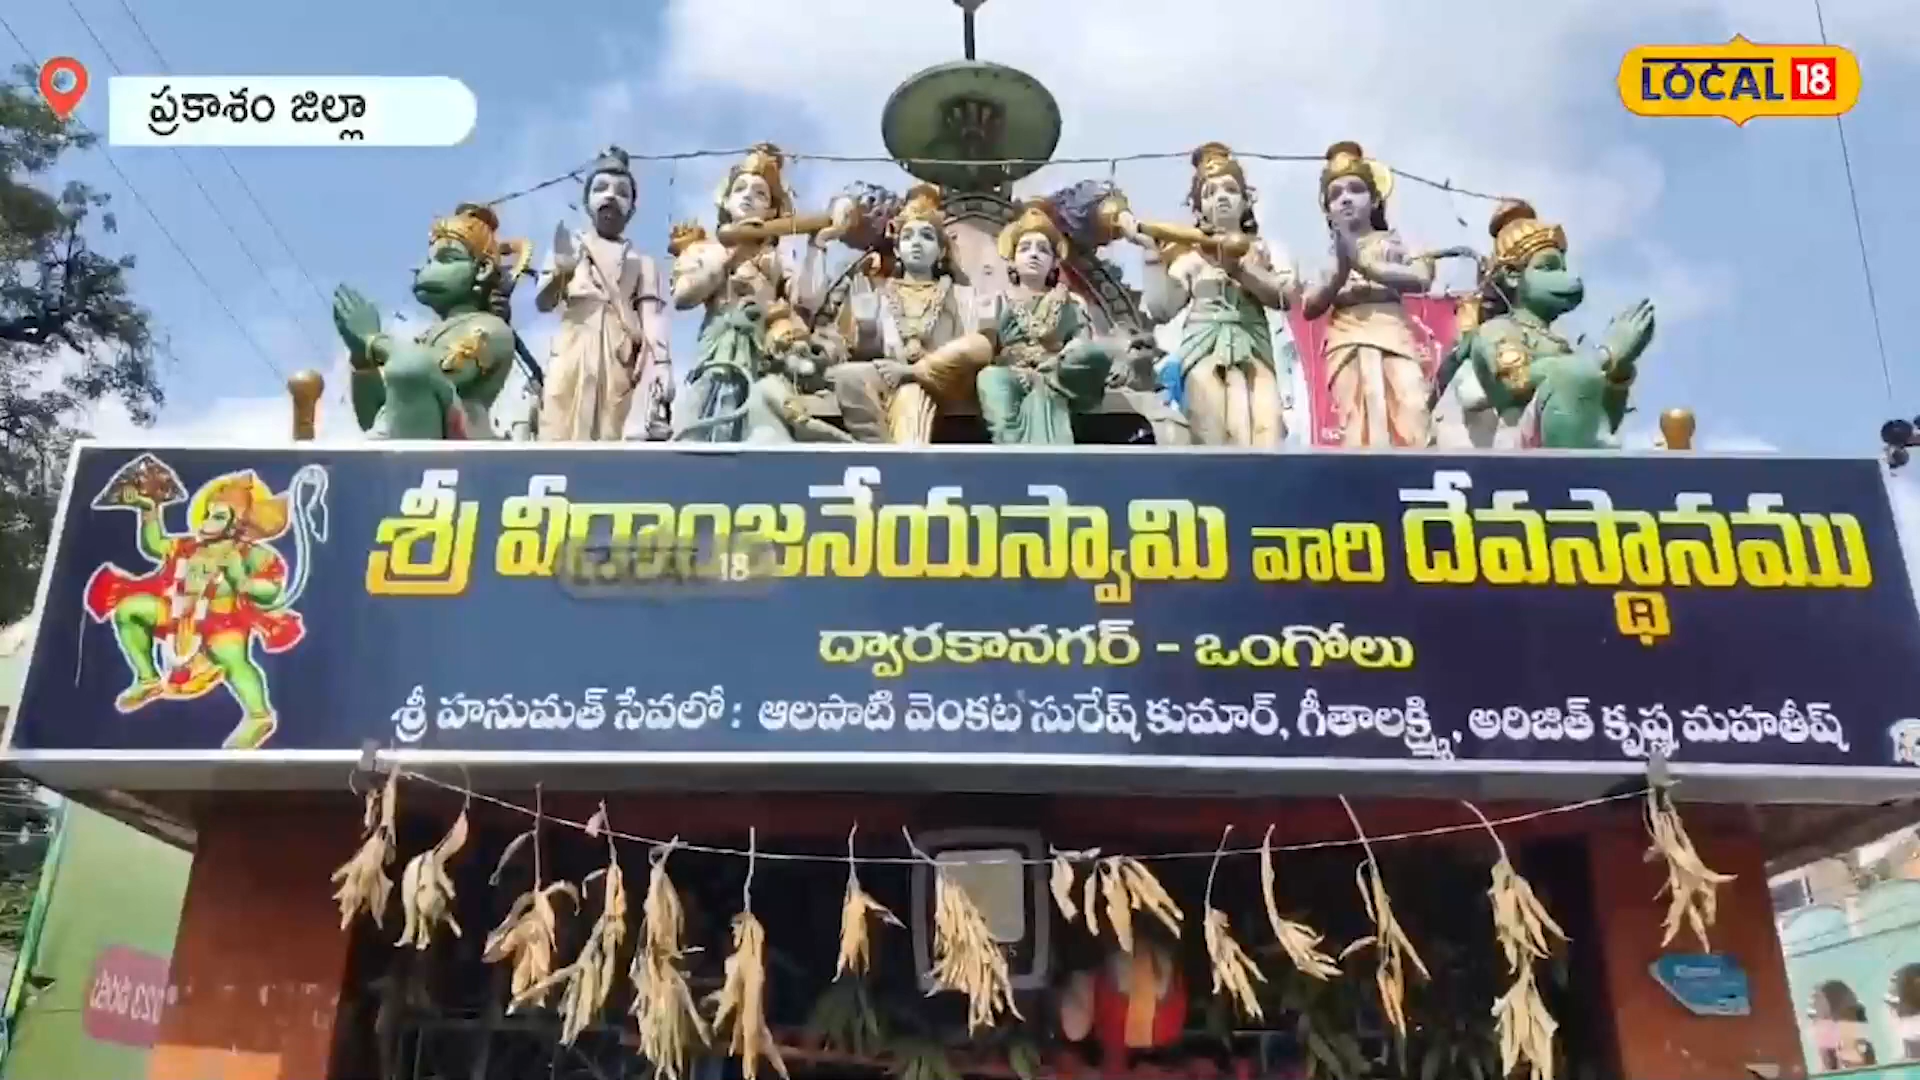 ప్రకాశం జిల్లా
LOCAL 18
శ్రీ వీరాంజనేయస్వామి వారి దేవస్థానము
ద్వారకానగర్ - ఒంగోలు
శ్రీ హనుమత్ సేవలో : ఆలపాటి వెంకట సురేష్ కుమార్, గీతాలక్ష్మి, అరిజిత్ కృష్ణ మహతీష్